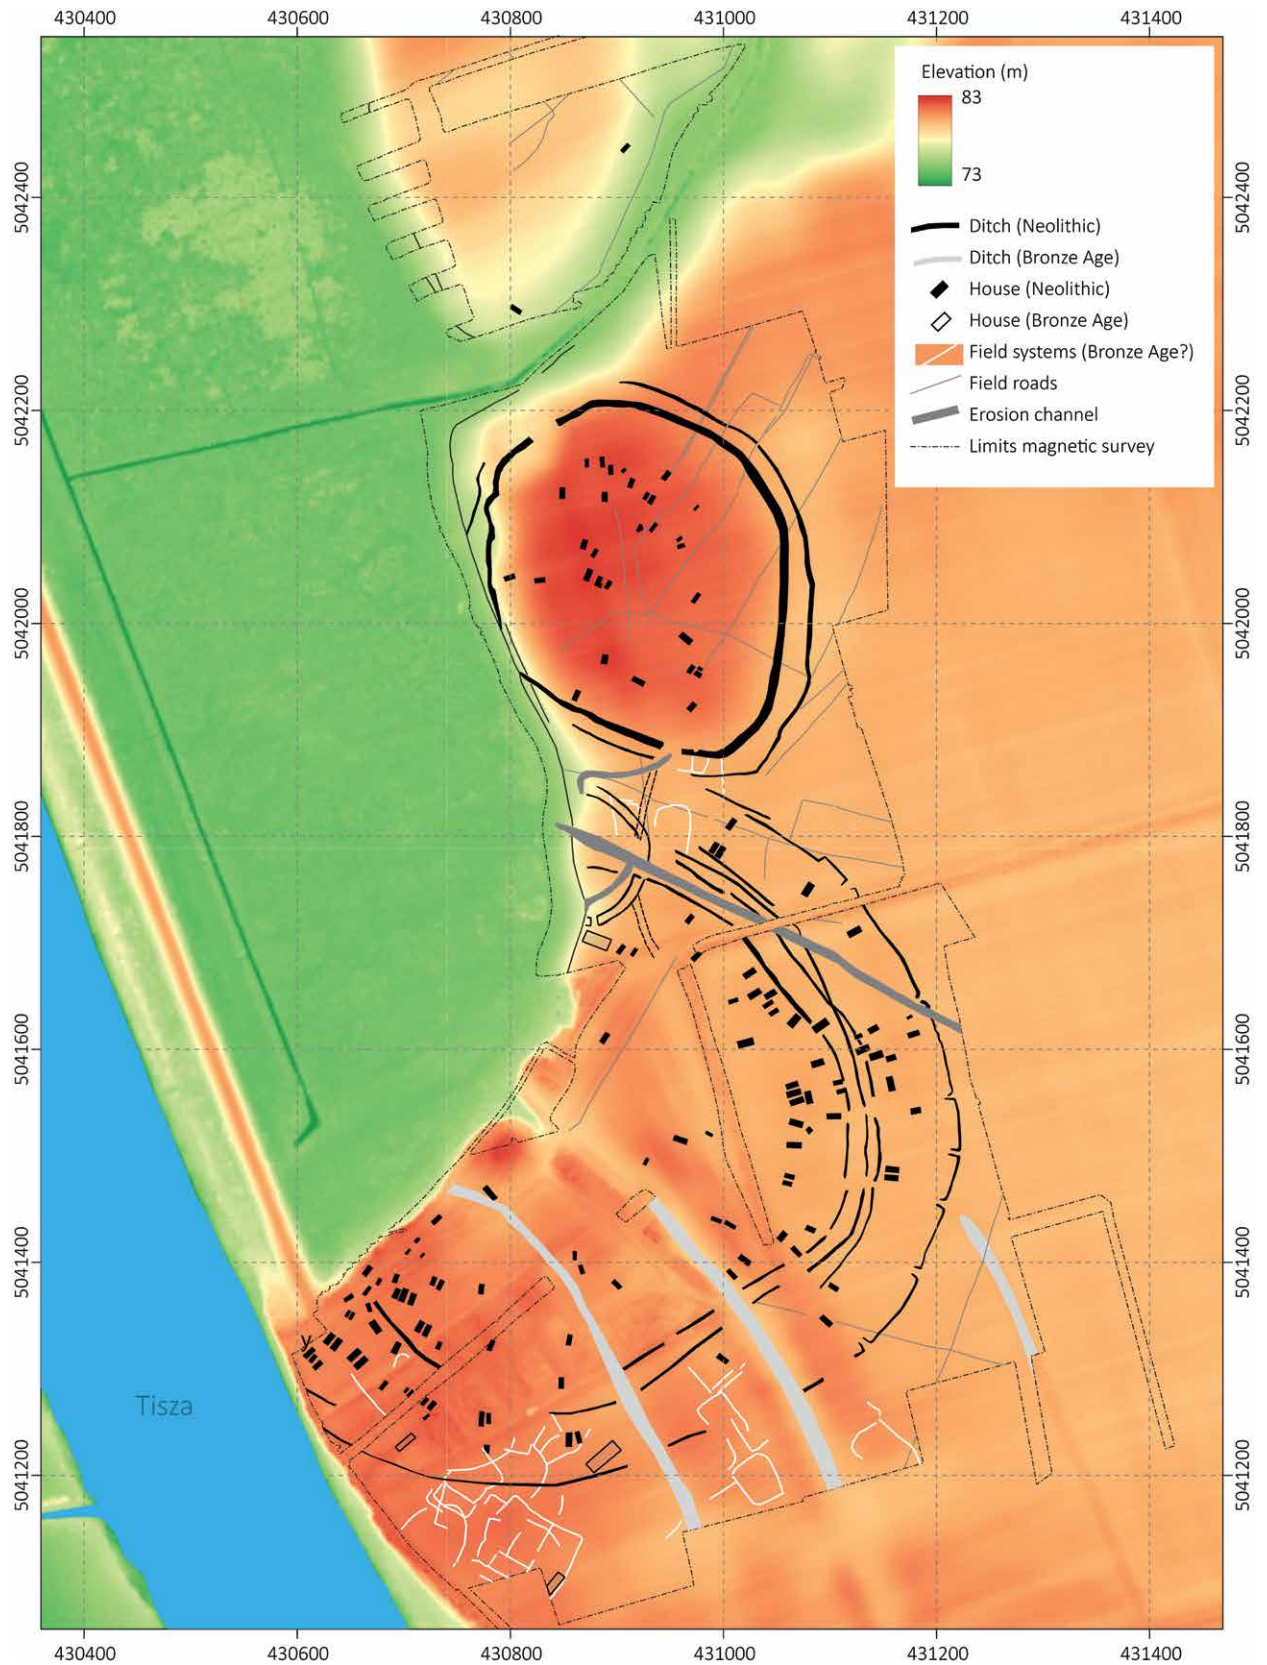 430400 430600 430800 431000 431200 431400
Elevation (m)
83
73
Ditch (Neolithic)
Ditch (Bronze Age)
House (Neolithic)
House (Bronze Age)
Field systems (Bronze Age?)
Field roads
Erosion channel
Limits magnetic survey
5042400 5042400
5042200 5042200
5042000 5042000
5041800 5041800
5041600 5041600
5041400 5041400
Tisza
5041200 5041200
430400 430600 430800 431000 431200 431400